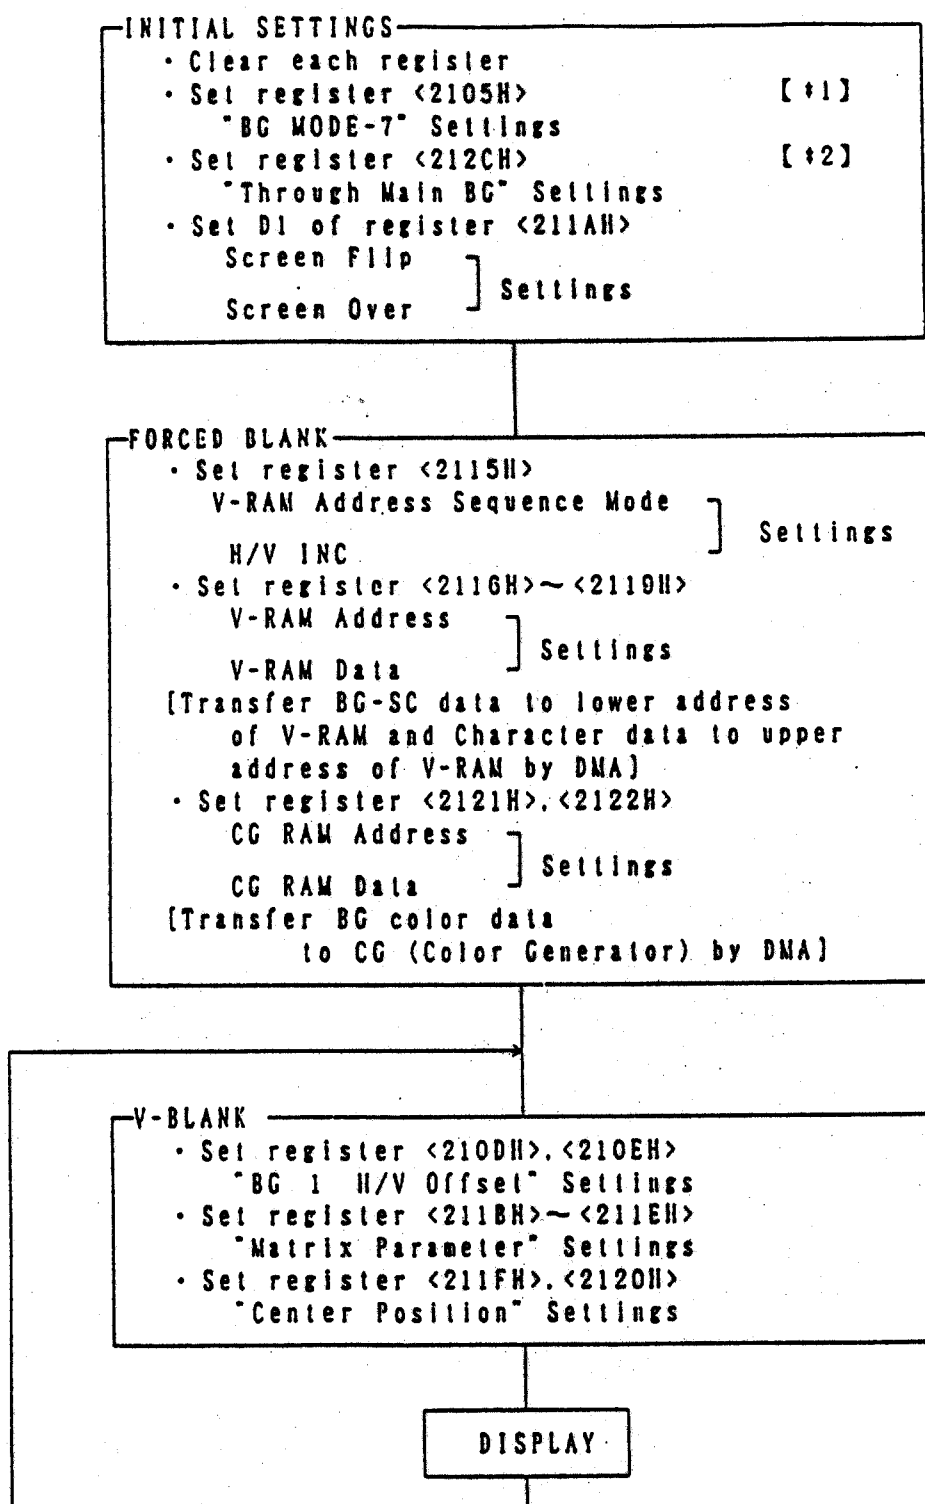 INITIAL SETTINGS
· Clear each register
· Set register <2105H> [*1]
"BG MODE-7" Settings
· Set register <212CH> [*2]
"Through Main BG" Settings
· Set D1 of register <211AH>
Screen Flip
Settings
Screen Over
FORCED BLANK
· Set register <2115H>
V-RAM Address Sequence Mode
Settings
H/V INC
· Set register <2116H>~<2119H>
V-RAM Address
Settings
V-RAM Data
[Transfer BG-SC data to lower address
of V-RAM and Character data to upper
address of V-RAM by DMA]
· Set register <2121H>.<2122H>
CG RAM Address
Settings
CG RAM Data
[Transfer BG color data
to CG (Color Generator) by DMA]
V-BLANK
· Set register <210DH>.<210EH>
"BG 1 H/V Offset" Settings
· Set register <211BH>~<211EH>
"Matrix Parameter" Settings
· Set register <211FH>.<2120H>
"Center Position" Settings
DISPLAY